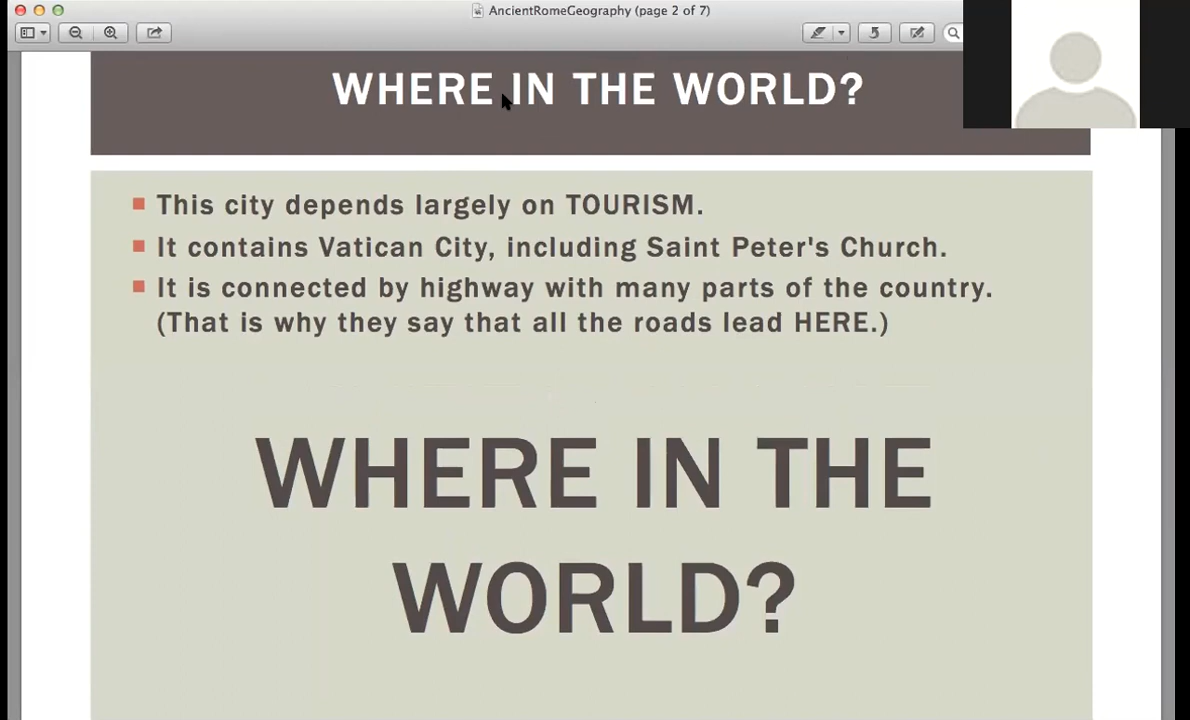 AncientRomeGeography (page 2 of 7)
WHERE IN THE WORLD?
This city depends largely on TOURISM.
It contains Vatican City, including Saint Peter's Church.
It is connected by highway with many parts of the country.
(That is why they say that all the roads lead HERE.)
WHERE IN THE
WORLD?